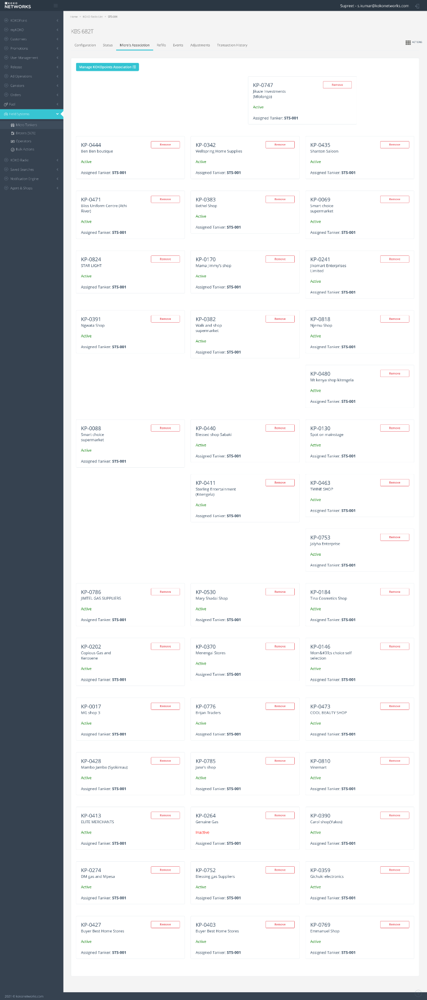 KOKO
NETWORKS
Supreet - s.kumar@kokonetworks.com
KOKOPoint
myKOKO
Customers
Promotions
User Management
Release
Ad Operations
Canisters
Orders
Fuel
Field Systems
Micro Tankers
Depots (SDS)
Operators
Bulk Actions
KOKO Radio
Saved Searches
Notification Engine
Agent & Shops
Home > KOKO Radio List > STS-001
KBS 682T
Configuration Status Micro's Association Refills Events Adjustments Transaction History
ACTIONS
Manage KOKOpoints Association
KP-0747 Remove
Jikaze Investments
(Mlolongo)
Active
Assigned Tanker: STS-001
KP-0444 Remove
Ben Ben boutique
Active
Assigned Tanker: STS-001
KP-0342 Remove
Wellspring Home Supplies
Active
Assigned Tanker: STS-001
KP-0435 Remove
Shanton Saloon
Active
Assigned Tanker: STS-001
KP-0471 Remove
Bliss Uniform Centre (Athi
River)
Active
Assigned Tanker: STS-001
KP-0383 Remove
Bethel Shop
Active
Assigned Tanker: STS-001
KP-0069 Remove
Smart choice
supermarket
Active
Assigned Tanker: STS-001
KP-0824 Remove
STAR LIGHT
Active
Assigned Tanker: STS-001
KP-0170 Remove
Mama Jimmy's shop
Active
Assigned Tanker: STS-001
KP-0241 Remove
Jikomart Enterprises
Limited
Active
Assigned Tanker: STS-001
KP-0391 Remove
Ngwata Shop
Active
Assigned Tanker: STS-001
KP-0382 Remove
Walk and shop
supermarket
Active
Assigned Tanker: STS-001
KP-0818 Remove
Njemu Shop
Active
Assigned Tanker: STS-001
KP-0480 Remove
Mt kenya shop kitengela
Active
Assigned Tanker: STS-001
KP-0088 Remove
Smart choice
supermarket
Active
Assigned Tanker: STS-001
KP-0440 Remove
Blessed shop Sabaki
Active
Assigned Tanker: STS-001
KP-0130 Remove
Spot on mainstage
Active
Assigned Tanker: STS-001
KP-0411 Remove
Sterling Entertainment
(Kitengela)
Active
Assigned Tanker: STS-001
KP-0463 Remove
TWINE SHOP
Active
Assigned Tanker: STS-001
KP-0753 Remove
Jalyha Enterprise
Active
Assigned Tanker: STS-001
KP-0786 Remove
JIMTEL GAS SUPPLIERS
Active
Assigned Tanker: STS-001
KP-0530 Remove
Mary Shadai Shop
Active
Assigned Tanker: STS-001
KP-0184 Remove
Tina Cosmetics Shop
Active
Assigned Tanker: STS-001
KP-0202 Remove
Copious Gas and
Kerosene
Active
Assigned Tanker: STS-001
KP-0370 Remove
Menengai Stores
Active
Assigned Tanker: STS-001
KP-0146 Remove
Mom&#39;s choice self
selection
Active
Assigned Tanker: STS-001
KP-0017 Remove
MG shop 3
Active
Assigned Tanker: STS-001
KP-0776 Remove
Brijan Traders
Active
Assigned Tanker: STS-001
KP-0473 Remove
COOL BEAUTY SHOP
Active
Assigned Tanker: STS-001
KP-0428 Remove
Mambo Jambo (Syokimau)
Active
Assigned Tanker: STS-001
KP-0785 Remove
Jane's shop
Active
Assigned Tanker: STS-001
KP-0810 Remove
Vinemart
Active
Assigned Tanker: STS-001
KP-0413 Remove
ELITE MERCHANTS
Active
Assigned Tanker: STS-001
KP-0264 Remove
Genuine Gas
Inactive
Assigned Tanker: STS-001
KP-0390 Remove
Carol shop(Yukos)
Active
Assigned Tanker: STS-001
KP-0274 Remove
DM gas and Mpesa
Active
Assigned Tanker: STS-001
KP-0752 Remove
Blessing gas Suppliers
Active
Assigned Tanker: STS-001
KP-0359 Remove
Gichuki electronics
Active
Assigned Tanker: STS-001
KP-0427 Remove
Buyer Best Home Stores
Active
Assigned Tanker: STS-001
KP-0403 Remove
Buyer Best Home Stores
Active
Assigned Tanker: STS-001
KP-0769 Remove
Emmanuel Shop
Active
Assigned Tanker: STS-001
2021 © kokonetworks.com